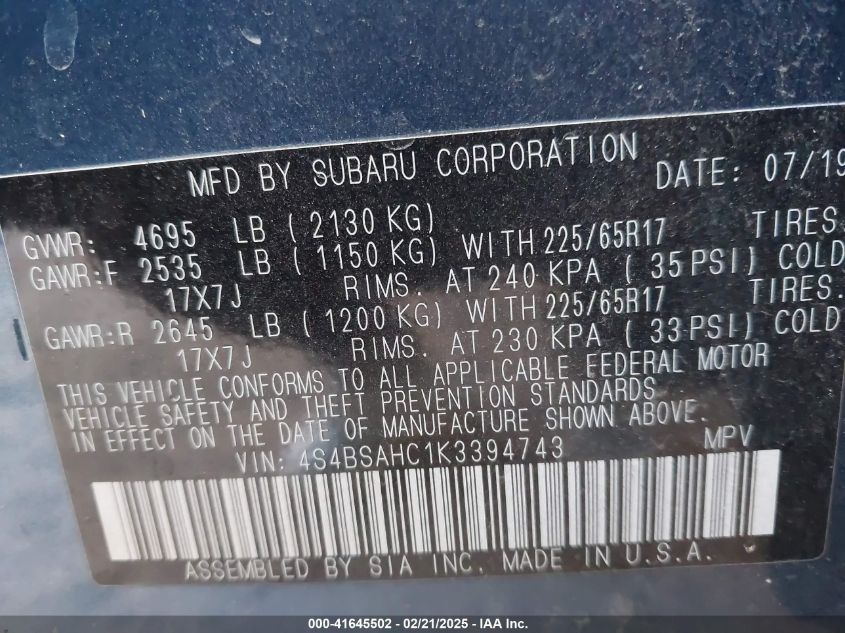 MFD BY SUBARU CORPORATION DATE: 07/19
GVWR: 4695 LB ( 2130 KG)
GAWR:F 2535 LB ( 1150 KG) WITH 225/65R17 TIRES.
17X7J RIMS. AT 240 KPA ( 35 PSI) COLD
GAWR:R 2645 LB ( 1200 KG) WITH 225/65R17 TIRES.
17X7J RIMS. AT 230 KPA ( 33 PSI) COLD
THIS VEHICLE CONFORMS TO ALL APPLICABLE FEDERAL MOTOR
VEHICLE SAFETY AND THEFT PREVENTION STANDARDS
IN EFFECT ON THE DATE OF MANUFACTURE SHOWN ABOVE.
VIN: 4S4BSAHC1K3394743 MPV
ASSEMBLED BY SIA INC. MADE IN U.S.A.
000-41645502 - 02/21/2025 - IAA Inc.